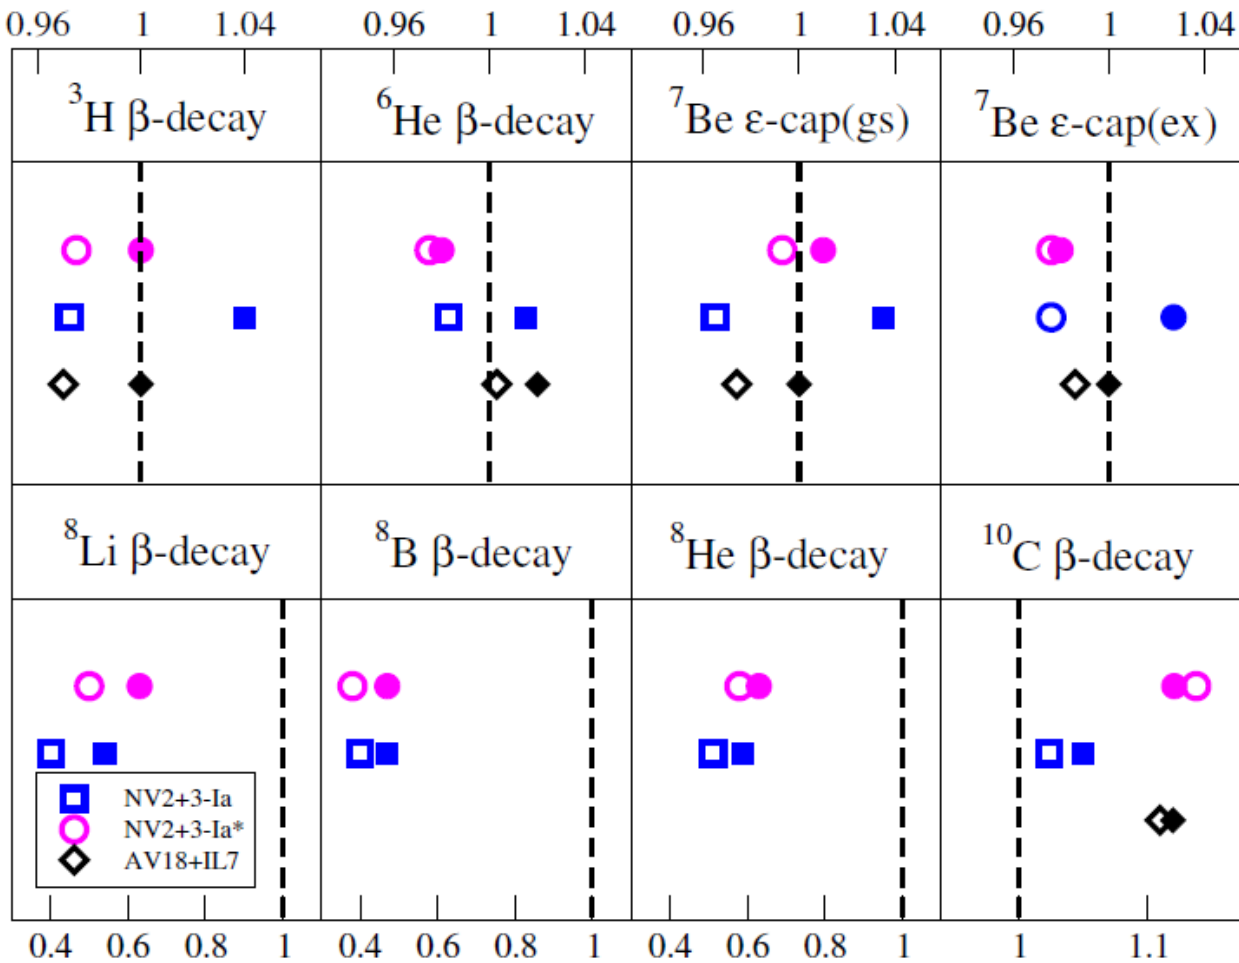 0.96 1 1.04 0.96 1 1.04 0.96 1 1.04 0.96 1 1.04
³H β-decay ⁶He β-decay ⁷Be ε-cap(gs) ⁷Be ε-cap(ex)
⁸Li β-decay ⁸B β-decay ⁸He β-decay ¹⁰C β-decay
NV2+3-Ia
NV2+3-Ia*
AV18+IL7
0.4 0.6 0.8 1 0.4 0.6 0.8 1 0.4 0.6 0.8 1 1 1.1